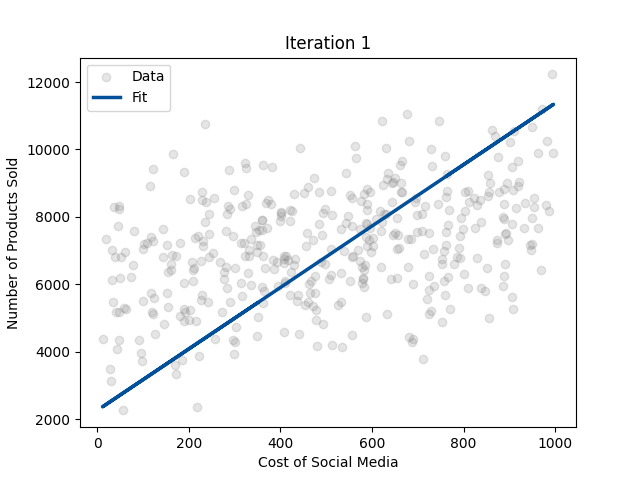 Iteration 1
Data
Fit
12000
10000
8000
6000
4000
2000
Number of Products Sold
0 200 400 600 800 1000
Cost of Social Media